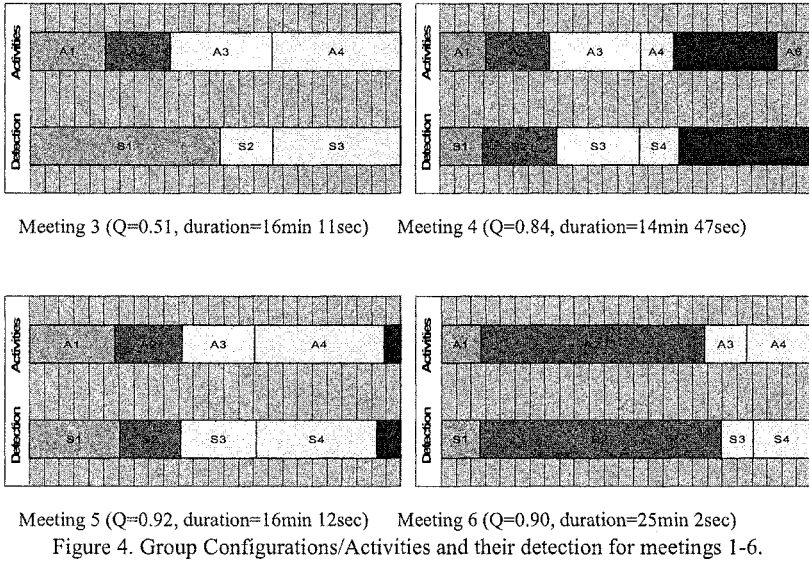 Activities A1 A2 A3 A4
Detection S1 S2 S3
Meeting 3 (Q=0.51, duration=16min 11sec)
Activities A1 A2 A3 A4 A6
Detection S1 S2 S3 S4
Meeting 4 (Q=0.84, duration=14min 47sec)
Activities A1 A2 A3 A4
Detection S1 S2 S3 S4
Meeting 5 (Q=0.92, duration=16min 12sec)
Activities A1 A2 A3 A4
Detection S1 S2 S3 S4
Meeting 6 (Q=0.90, duration=25min 2sec)
Figure 4. Group Configurations/Activities and their detection for meetings 1-6.